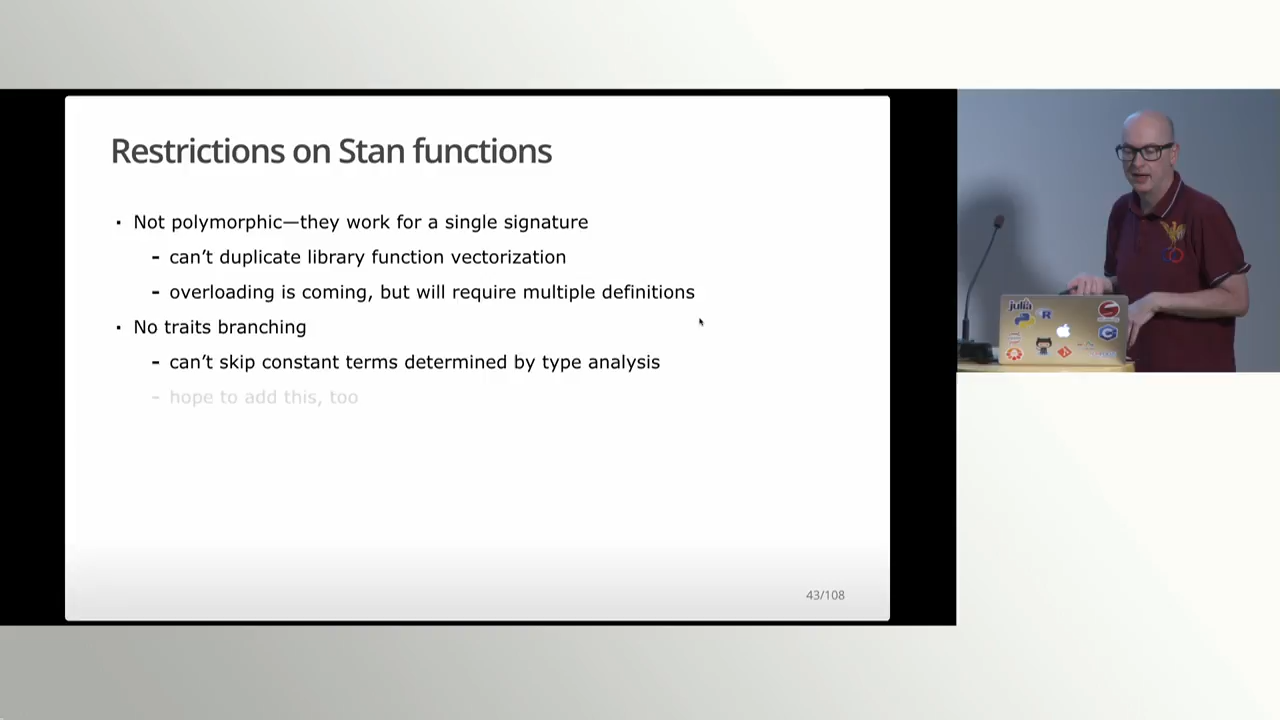 Restrictions on Stan functions
· Not polymorphic—they work for a single signature
- can't duplicate library function vectorization
- overloading is coming, but will require multiple definitions
· No traits branching
- can't skip constant terms determined by type analysis
- hope to add this, too
43/108
julia
R
S
C
git